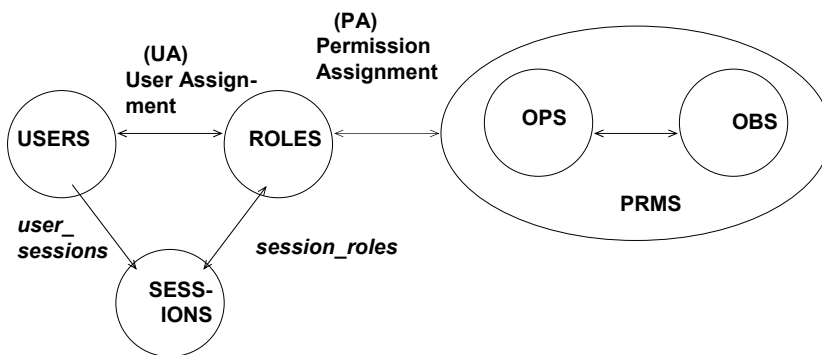 (UA)
User Assign-
ment
(PA)
Permission
Assignment
USERS
ROLES
OPS
OBS
PRMS
user_
sessions
session_roles
SESS-
IONS